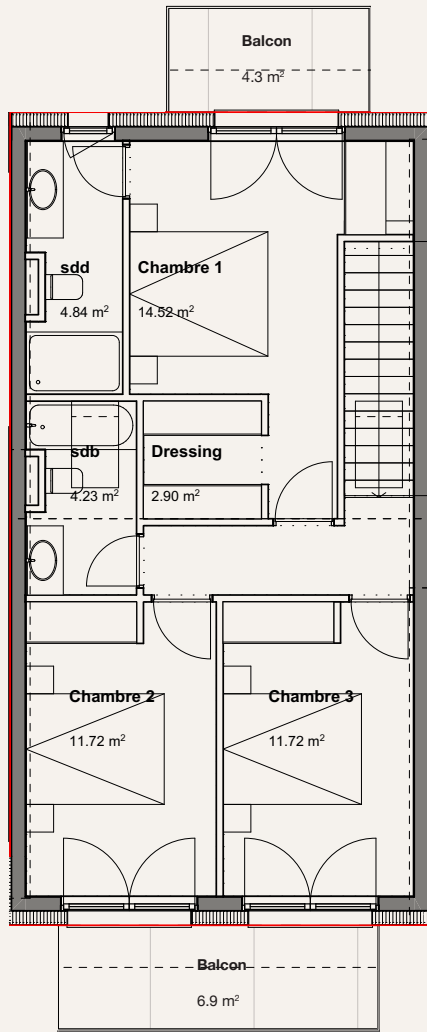 Balcon
4.3 m²
sdd
4.84 m²
Chambre 1
14.52 m²
sdb
4.23 m²
Dressing
2.90 m²
Chambre 2
11.72 m²
Chambre 3
11.72 m²
Balcon
6.9 m²